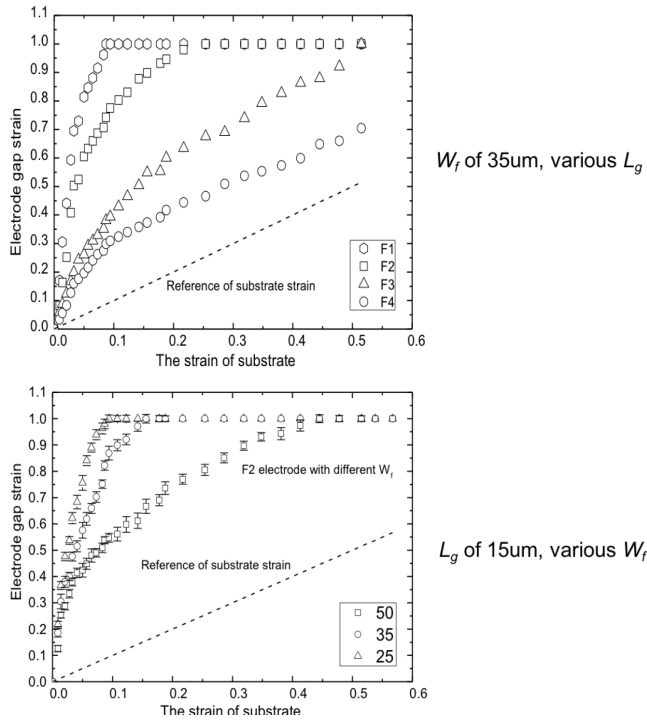 1.1
1.0
0.9
0.8
0.7
0.6
0.5
0.4
0.3
0.2
0.1
0.0
Electrode gap strain
Reference of substrate strain
F1
F2
F3
F4
0.0 0.1 0.2 0.3 0.4 0.5 0.6
The strain of substrate
Wf of 35um, various Lg
1.1
1.0
0.9
0.8
0.7
0.6
0.5
0.4
0.3
0.2
0.1
0.0
Electrode gap strain
F2 electrode with different Wf
Reference of substrate strain
50
35
25
0.0 0.1 0.2 0.3 0.4 0.5 0.6
The strain of substrate
Lg of 15um, various Wf